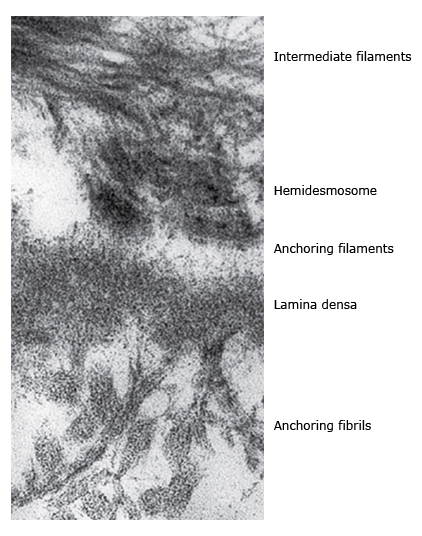 Intermediate filaments
Hemidesmosome
Anchoring filaments
Lamina densa
Anchoring fibrils